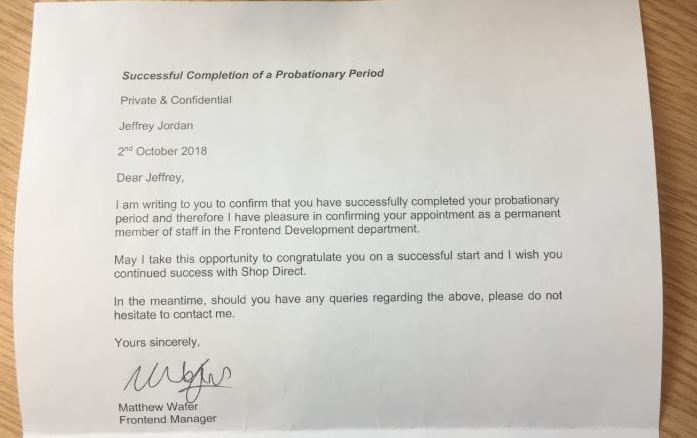 Successful Completion of a Probationary Period
Private & Confidential
Jeffrey Jordan
2nd October 2018
Dear Jeffrey,
I am writing to you to confirm that you have successfully completed your probationary
period and therefore I have pleasure in confirming your appointment as a permanent
member of staff in the Frontend Development department.
May I take this opportunity to congratulate you on a successful start and I wish you
continued success with Shop Direct.
In the meantime, should you have any queries regarding the above, please do not
hesitate to contact me.
Yours sincerely,
Matthew Wafer
Frontend Manager